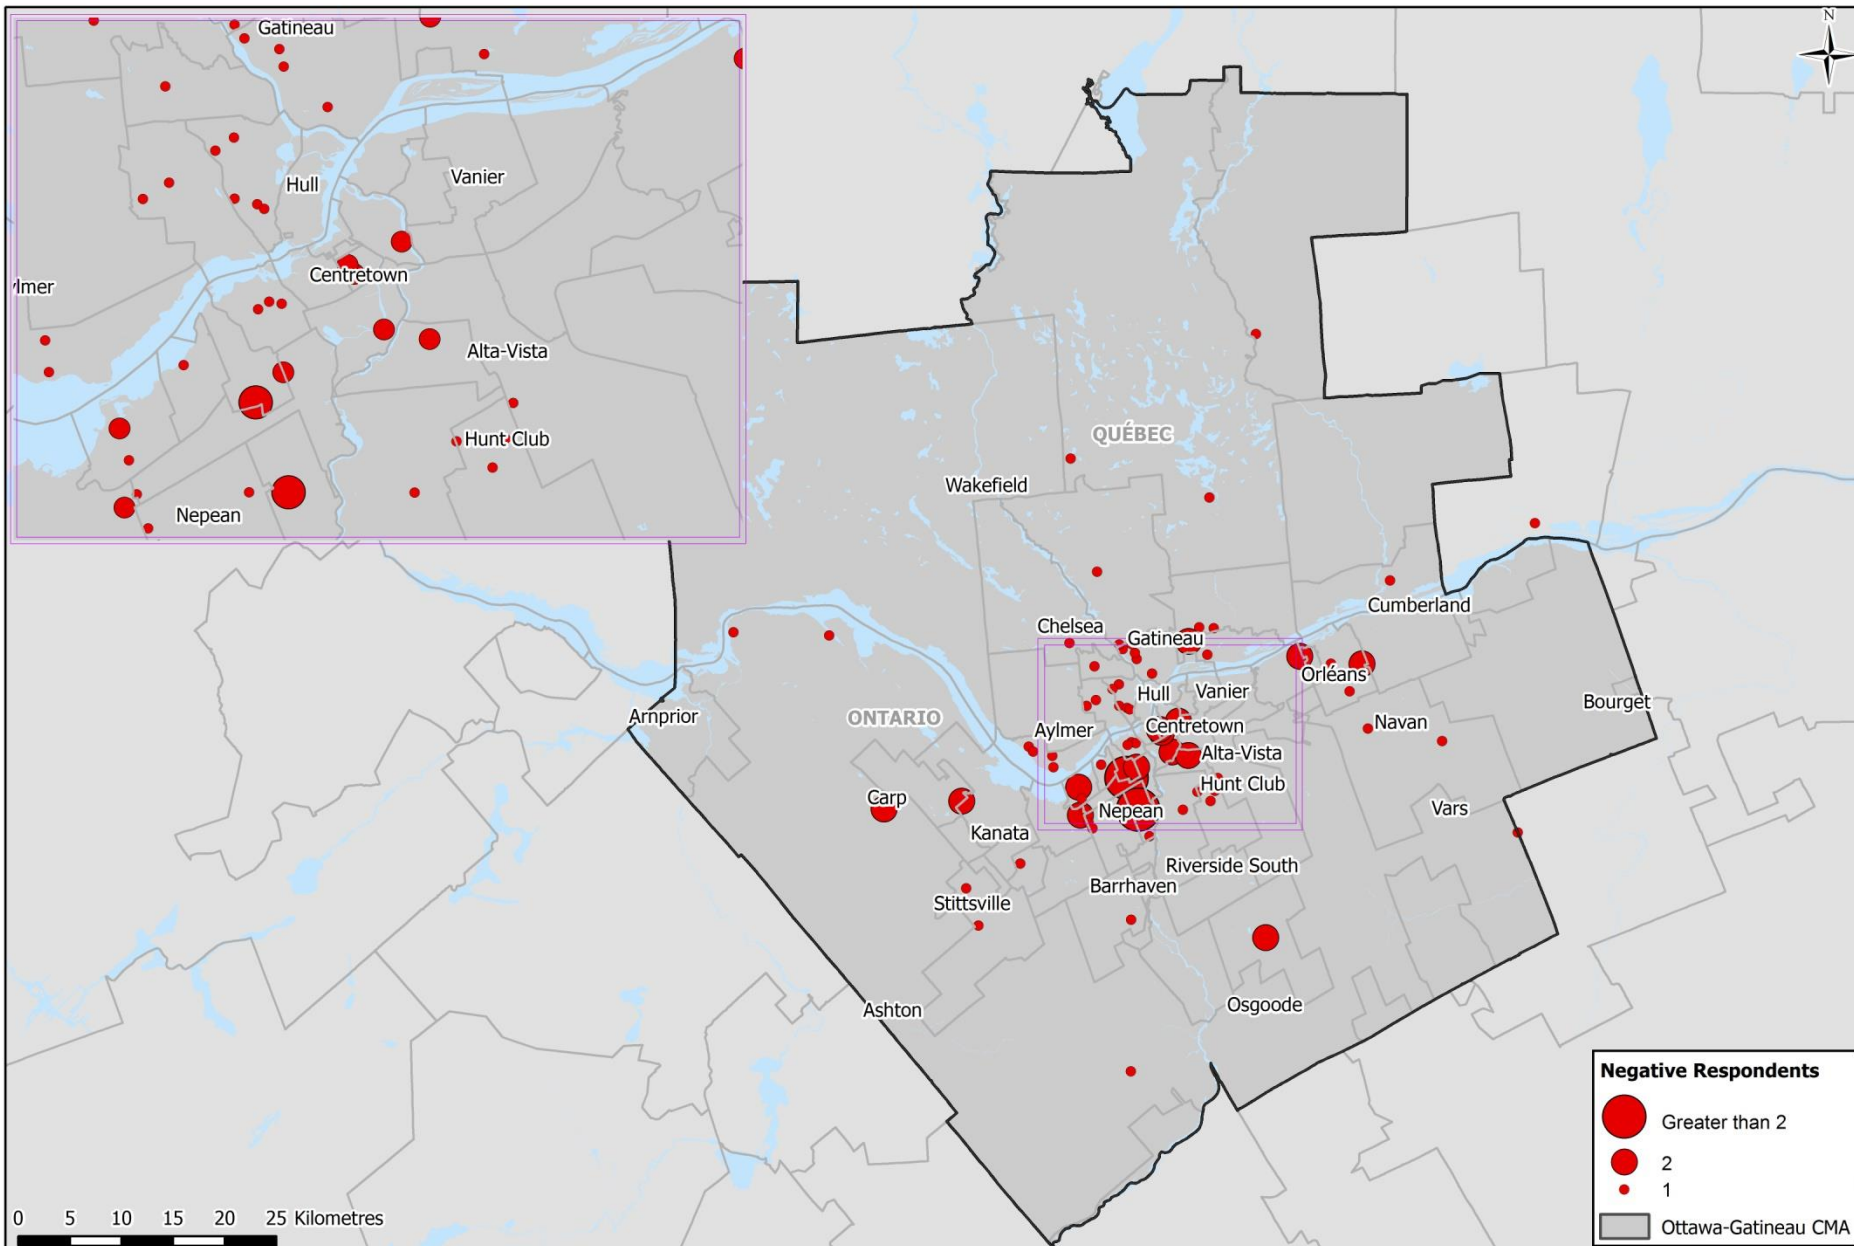 Gatineau
Hull
Vanier
Centretown
ylmer
Alta-Vista
Hunt Club
Nepean
N
QUÉBEC
Wakefield
Cumberland
Chelsea
Gatineau
Orléans
Hull
Vanier
Bourget
Arnprior
ONTARIO
Aylmer
Centretown
Navan
Alta-Vista
Carp
Hunt Club
Kanata
Nepean
Vars
Riverside South
Barrhaven
Stittsville
Ashton
Osgoode
Negative Respondents
Greater than 2
2
1
Ottawa-Gatineau CMA
0 5 10 15 20 25 Kilometres